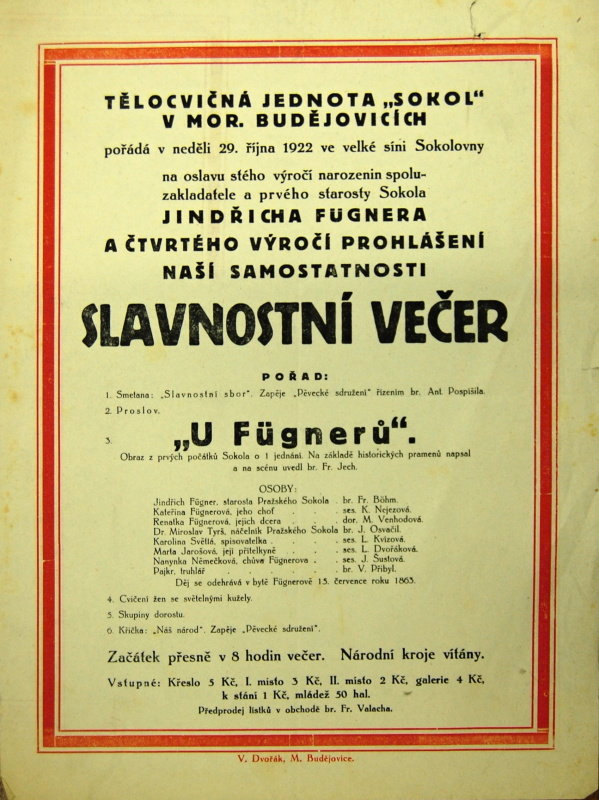 TĚLOCVIČNÁ JEDNOTA „SOKOL“
V MOR. BUDĚJOVICÍCH
pořádá v neděli 29. října 1922 ve velké síni Sokolovny
na oslavu stého výročí narozenin spolu-
zakladatele a prvého starosty Sokola
JINDŘICHA FÜGNERA
A ČTVRTÉHO VÝROČÍ PROHLÁŠENÍ
NAŠÍ SAMOSTATNOSTI
SLAVNOSTNÍ VEČER
POŘAD:
1. Smetana: „Slavnostní sbor“. Zapěje „Pěvecké sdružení“ řízením br. Ant. Pospíšila.
2. Proslov.
3. „U Fügnerů“.
Obraz z prvých počátků Sokola o 1 jednání. Na základě historických pramenů napsal
a na scénu uvedl br. Fr. Jech.
OSOBY:
Jindřich Fügner, starosta Pražského Sokola . br. Fr. Böhm.
Kateřina Fügnerová, jeho choť . . . ses. K. Nejezová.
Renatka Fügnerová, jejich dcera . . . dor. M. Venhodová.
Dr. Miroslav Tyrš, náčelník Pražského Sokola br. J. Osvačil.
Karolina Světlá, spisovatelka . . . . ses. L. Kvizová.
Marta Jarošová, její přítelkyně . . . . ses. L. Dvořáková.
Nanynka Němečková, chůva Fügnerova . . ses. J. Šustová.
Pajkr, truhlář . . . . . . br. V. Přibyl.
Děj se odehrává v bytě Fügnerově 15. července roku 1863.
4. Cvičení žen se světelnými kužely.
5. Skupiny dorostu.
6. Křička: „Náš národ“. Zapěje „Pěvecké sdružení“.
Začátek přesně v 8 hodin večer. Národní kroje vítány.
Vstupné: Křeslo 5 Kč, I. místo 3 Kč, II. místo 2 Kč, galerie 4 Kč,
k stání 1 Kč, mládež 50 hal.
Předprodej lístků v obchodě br. Fr. Valacha.
V. Dvořák, M. Budějovice.